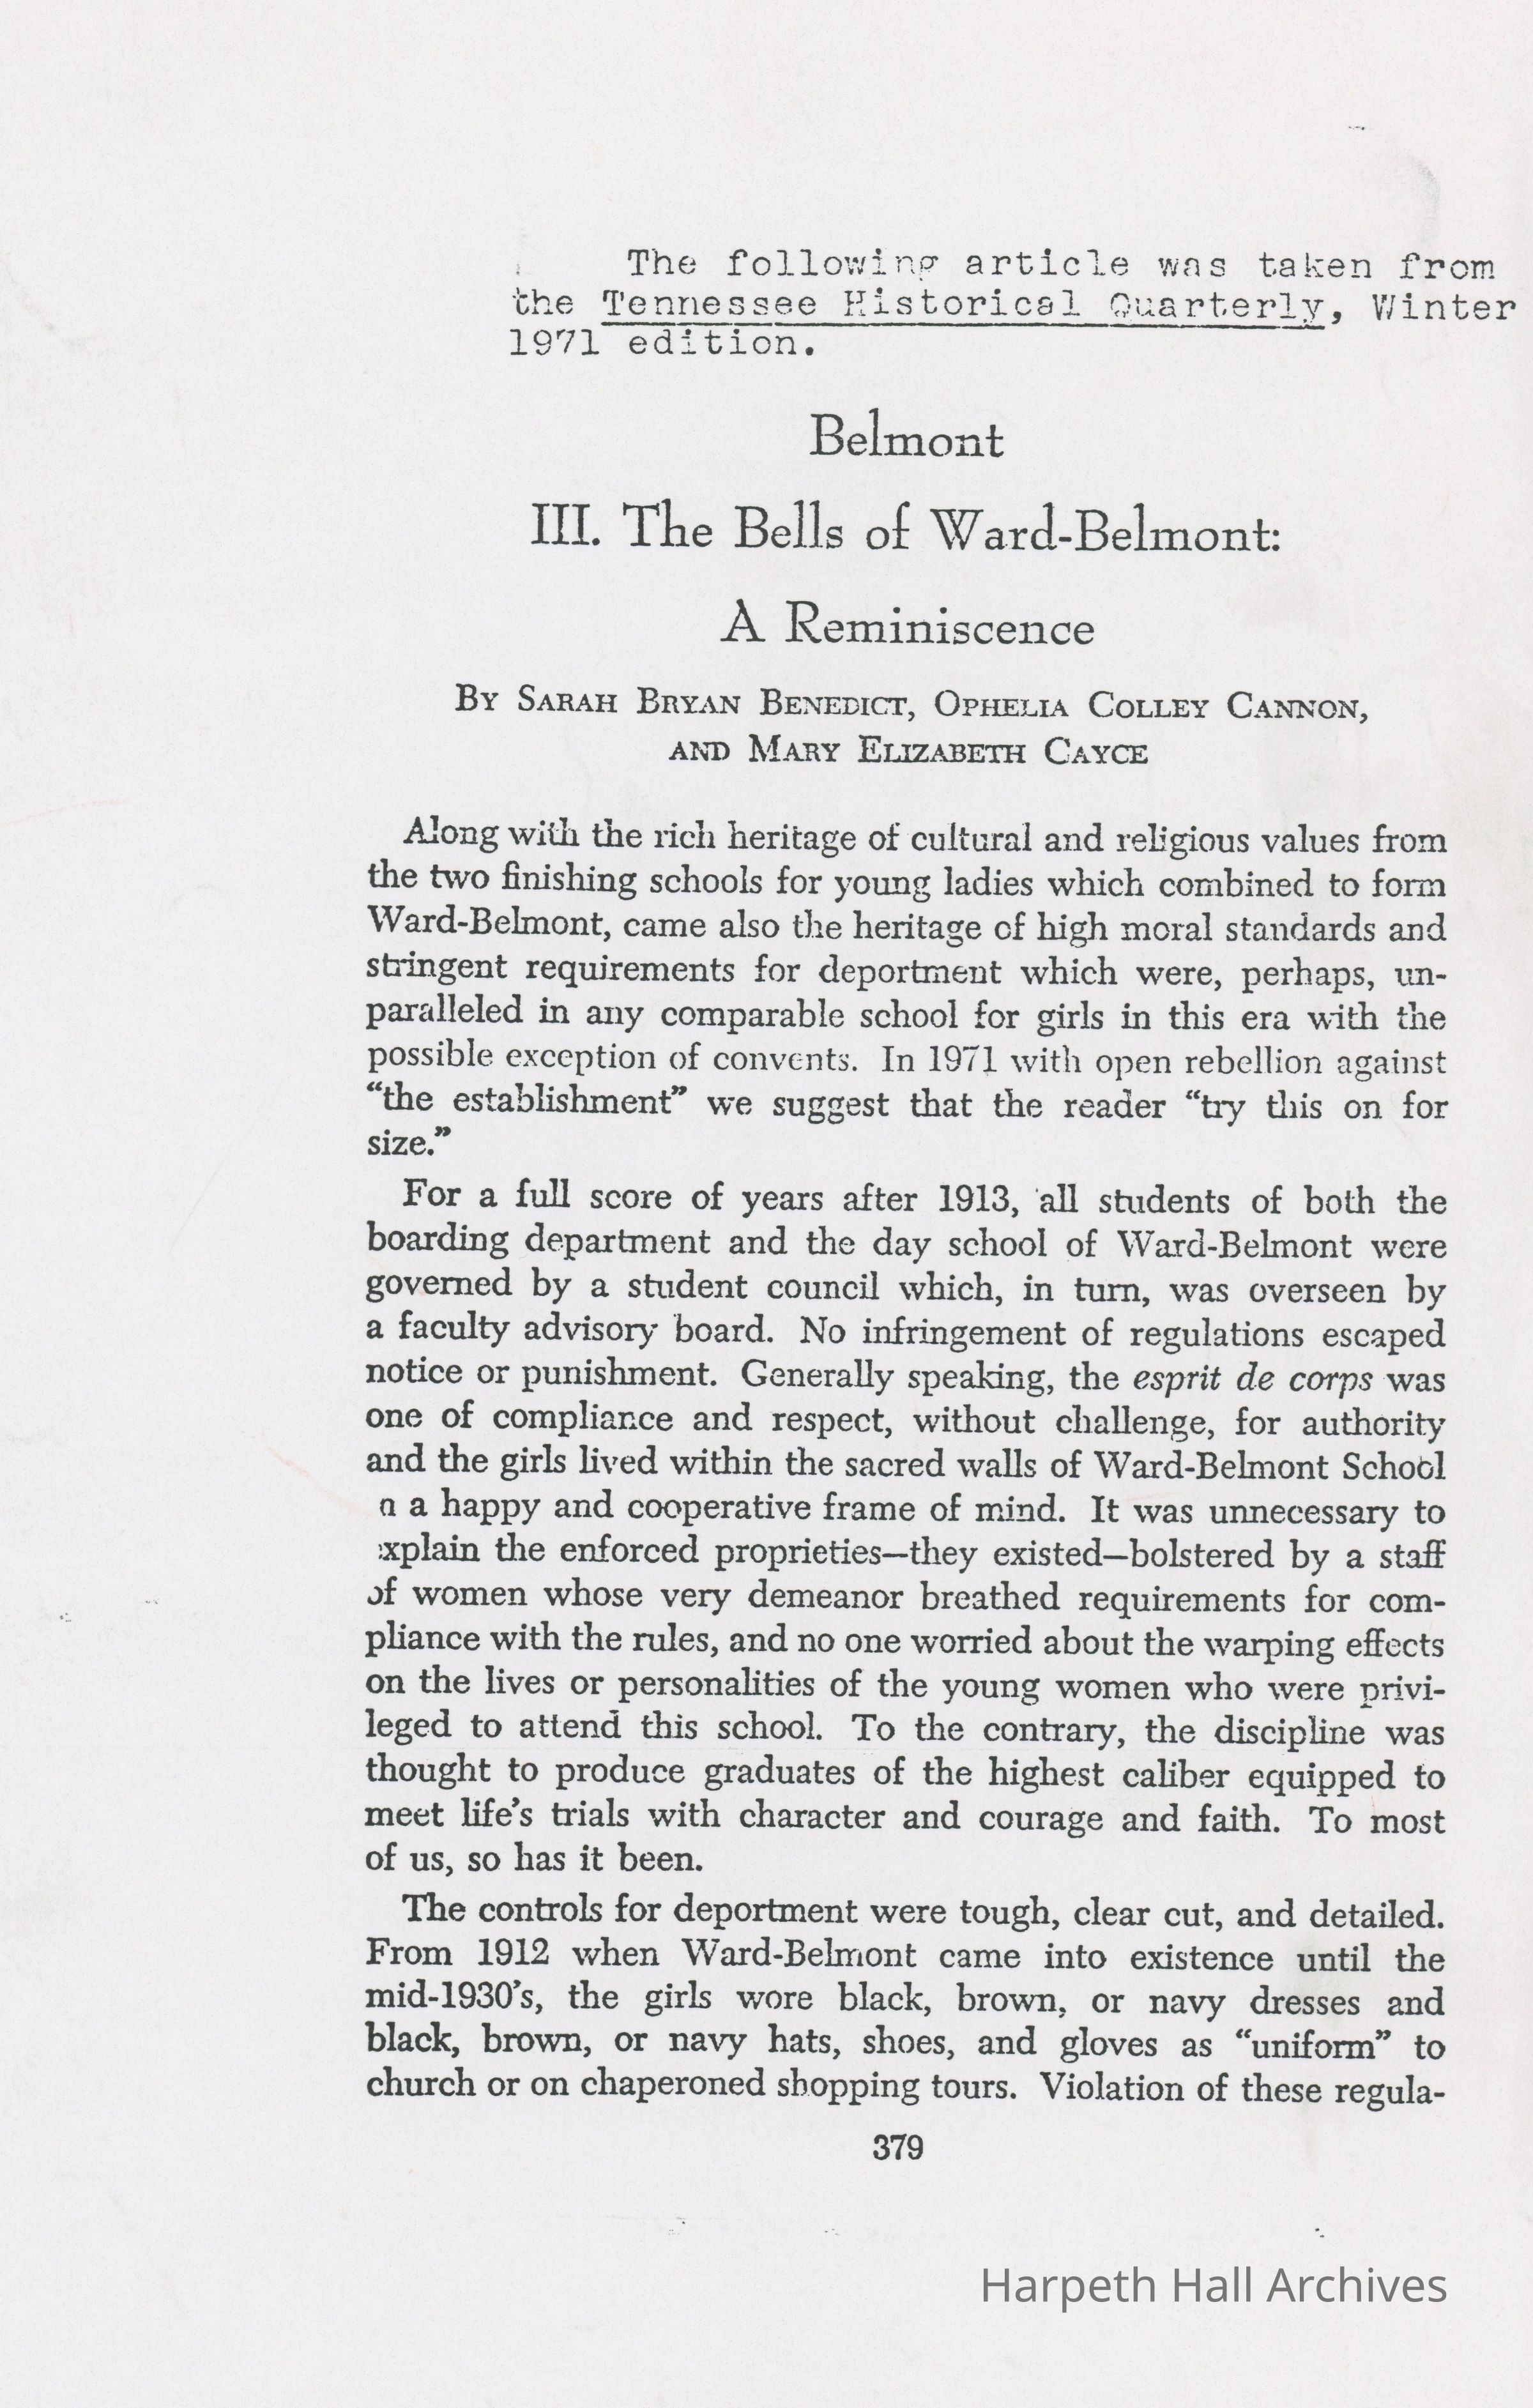 The following article was taken from
the Tennessee Historical Quarterly, Winter
1971 edition.
Belmont
III. The Bells of Ward-Belmont:
A Reminiscence
By Sarah Bryan Benedict, Ophelia Colley Cannon,
and Mary Elizabeth Cayce
Along with the rich heritage of cultural and religious values from
the two finishing schools for young ladies which combined to form
Ward-Belmont, came also the heritage of high moral standards and
stringent requirements for deportment which were, perhaps, un-
paralleled in any comparable school for girls in this era with the
possible exception of convents. In 1971 with open rebellion against
“the establishment” we suggest that the reader “try this on for
size.”
For a full score of years after 1913, all students of both the
boarding department and the day school of Ward-Belmont were
governed by a student council which, in turn, was overseen by
a faculty advisory board. No infringement of regulations escaped
notice or punishment. Generally speaking, the esprit de corps was
one of compliance and respect, without challenge, for authority
and the girls lived within the sacred walls of Ward-Belmont School
n a happy and cooperative frame of mind. It was unnecessary to
xplain the enforced proprieties—they existed—bolstered by a staff
of women whose very demeanor breathed requirements for com-
pliance with the rules, and no one worried about the warping effects
on the lives or personalities of the young women who were privi-
leged to attend this school. To the contrary, the discipline was
thought to produce graduates of the highest caliber equipped to
meet life’s trials with character and courage and faith. To most
of us, so has it been.
The controls for deportment were tough, clear cut, and detailed.
From 1912 when Ward-Belmont came into existence until the
mid-1930’s, the girls wore black, brown, or navy dresses and
black, brown, or navy hats, shoes, and gloves as “uniform” to
church or on chaperoned shopping tours. Violation of these regula-
379
Harpeth Hall Archives